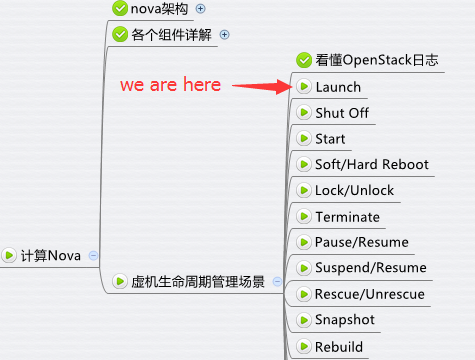 nova架构
各个组件详解
看懂OpenStack日志
we are here
Launch
Shut Off
Start
Soft/Hard Reboot
Lock/Unlock
Terminate
Pause/Resume
计算Nova
Suspend/Resume
虚机生命周期管理场景
Rescue/Unrescue
Snapshot
Rebuild